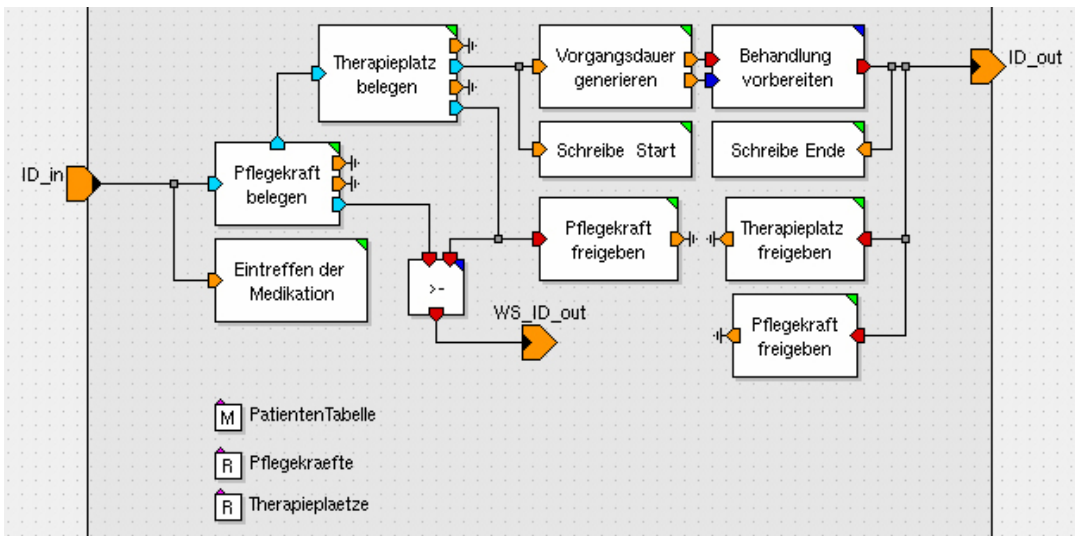 Therapieplatz
belegen
Vorgangsdauer
generieren
Behandlung
vorbereiten
ID_out
Schreibe Start
Schreibe Ende
ID_in
Pflegekraft
belegen
Pflegekraft
freigeben
Therapieplatz
freigeben
Eintreffen der
Medikation
>-
WS_ID_out
Pflegekraft
freigeben
M PatientenTabelle
R Pflegekraefte
R Therapieplaetze